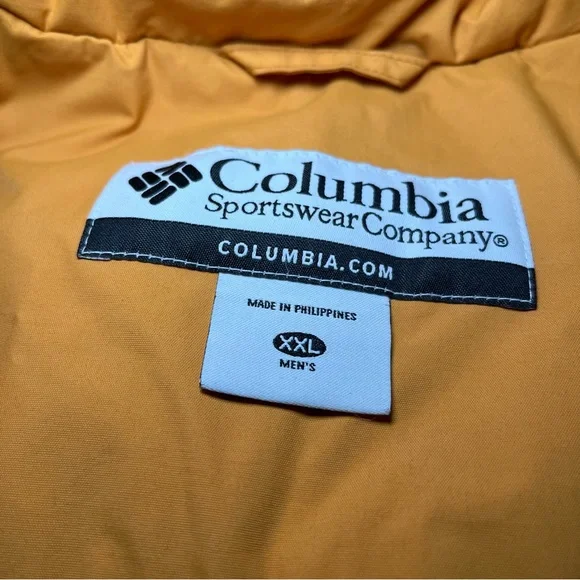 Columbia
Sportswear Company®
COLUMBIA.COM
MADE IN PHILIPPINES
XXL
MEN'S